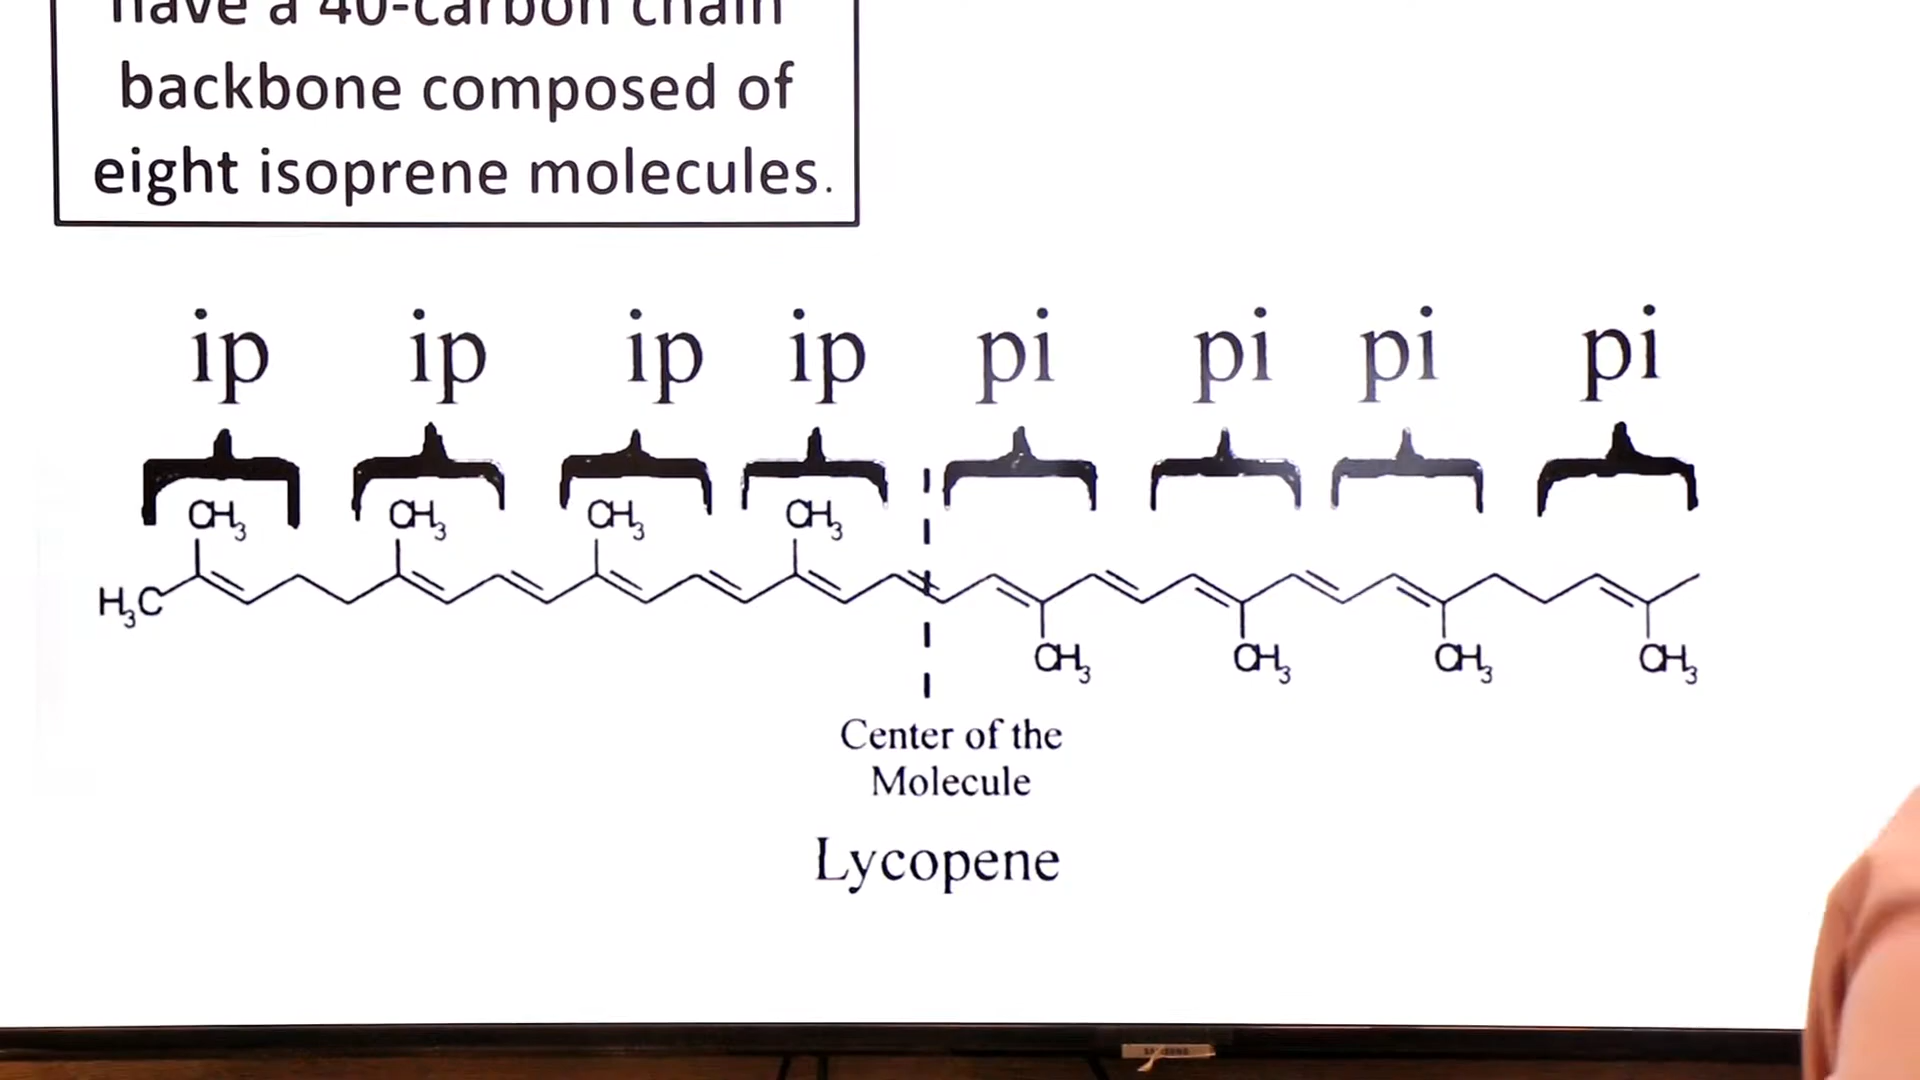 have a 40-carbon chain
backbone composed of
eight isoprene molecules.
ip ip ip ip pi pi pi pi
CH3 CH3 CH3 CH3
H3C
CH3 CH3 CH3 CH3
Center of the
Molecule
Lycopene
SAMSUNG